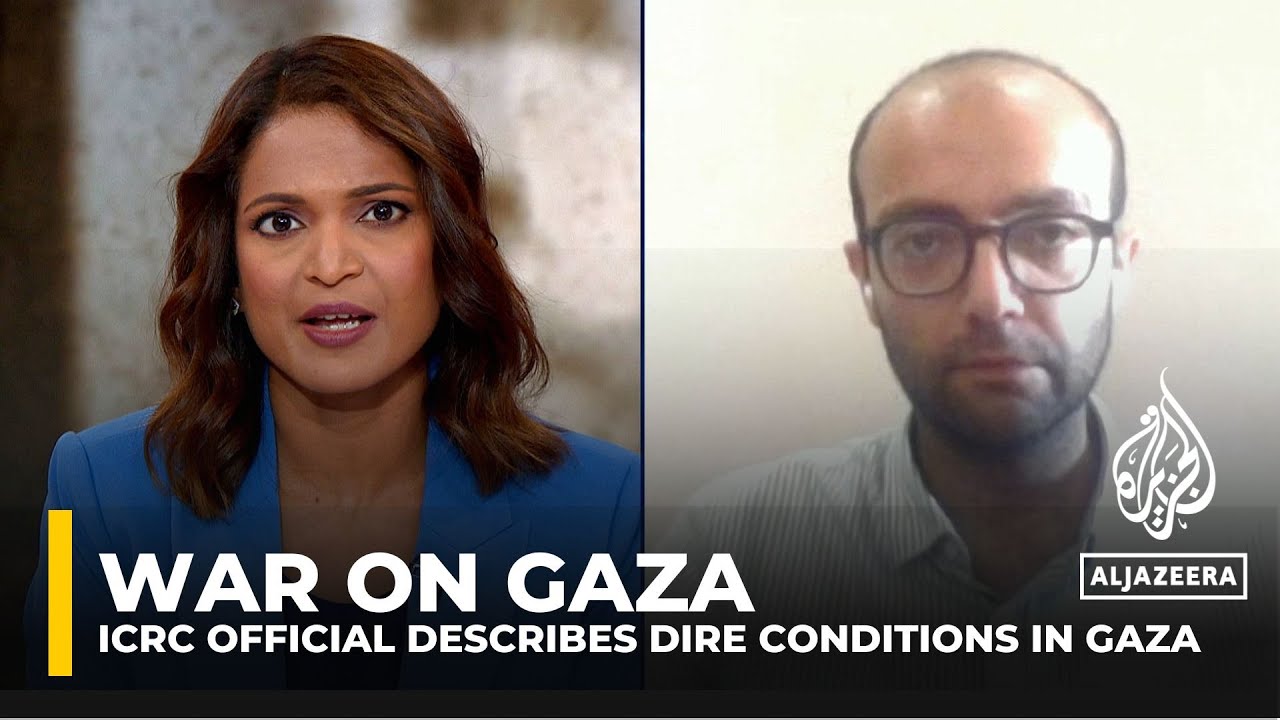 WAR ON GAZA
ICRC OFFICIAL DESCRIBES DIRE CONDITIONS IN GAZA
الجزيرة
ALJAZEERA